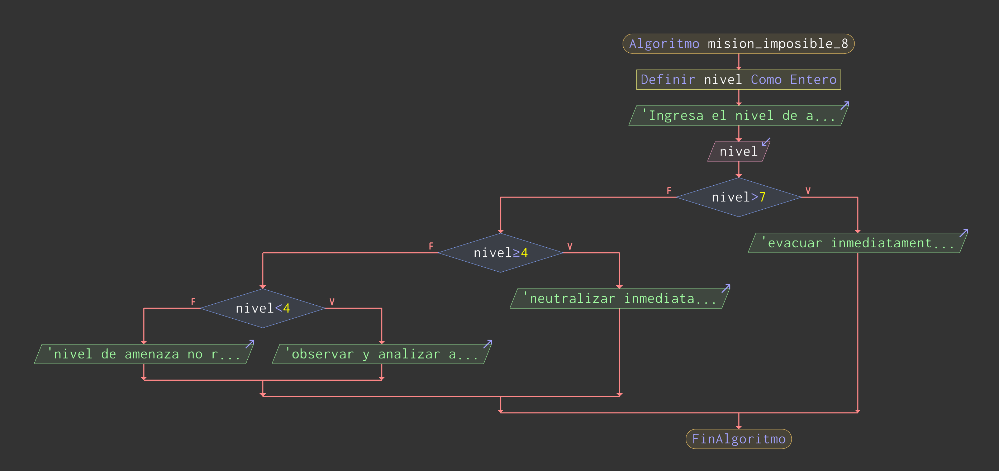 Algoritmo mision_imposible_8
Definir nivel Como Entero
'Ingresa el nivel de a...
nivel
nivel>7
F
V
nivel≥4
F
V
'evacuar inmediatament...
nivel<4
F
V
'neutralizar inmediata...
'nivel de amenaza no r...
'observar y analizar a...
FinAlgoritmo